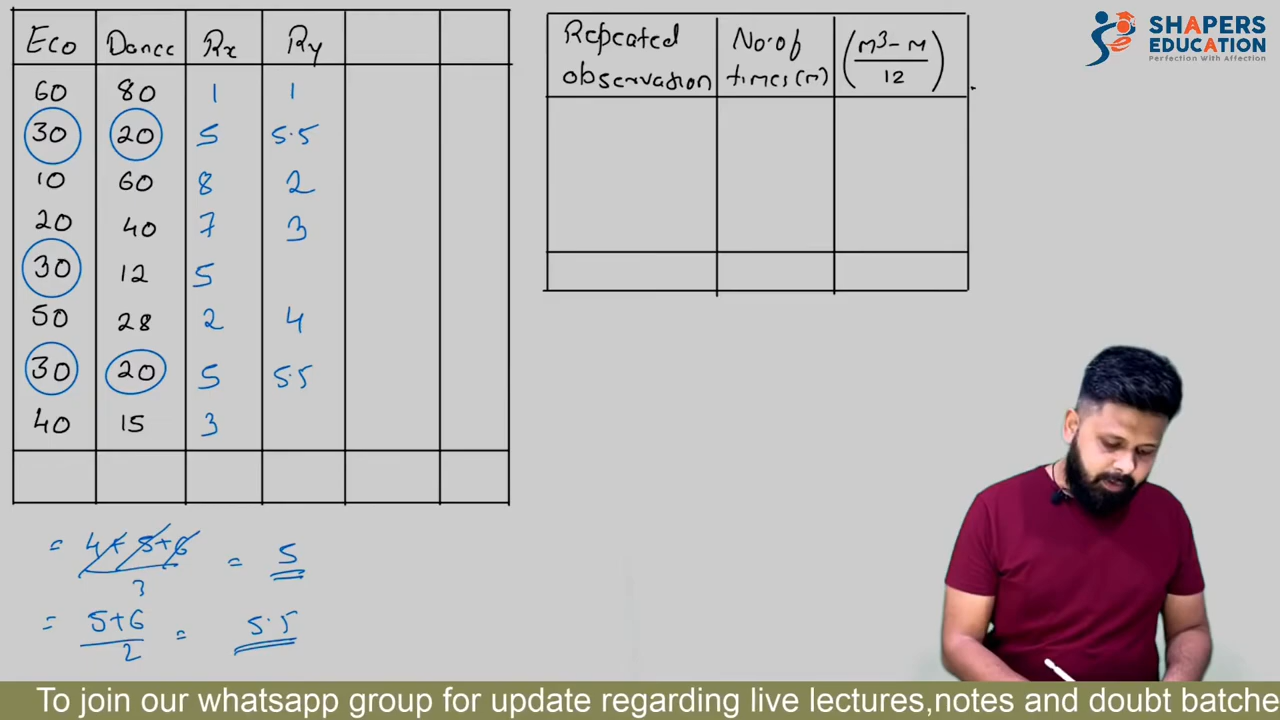 Eco Dance Rx Ry
60 80 1 1
30 20 5 5.5
10 60 8 2
20 40 7 3
30 12 5
50 28 2 4
30 20 5 5.5
40 15 3
= 4+5+6 / 3 = 5
= 5+6 / 2 = 5.5
Repeated observation
No. of times (m)
(m³-m / 12)
SHAPERS
EDUCATION
Perfection With Affection
To join our whatsapp group for update regarding live lectures,notes and doubt batche